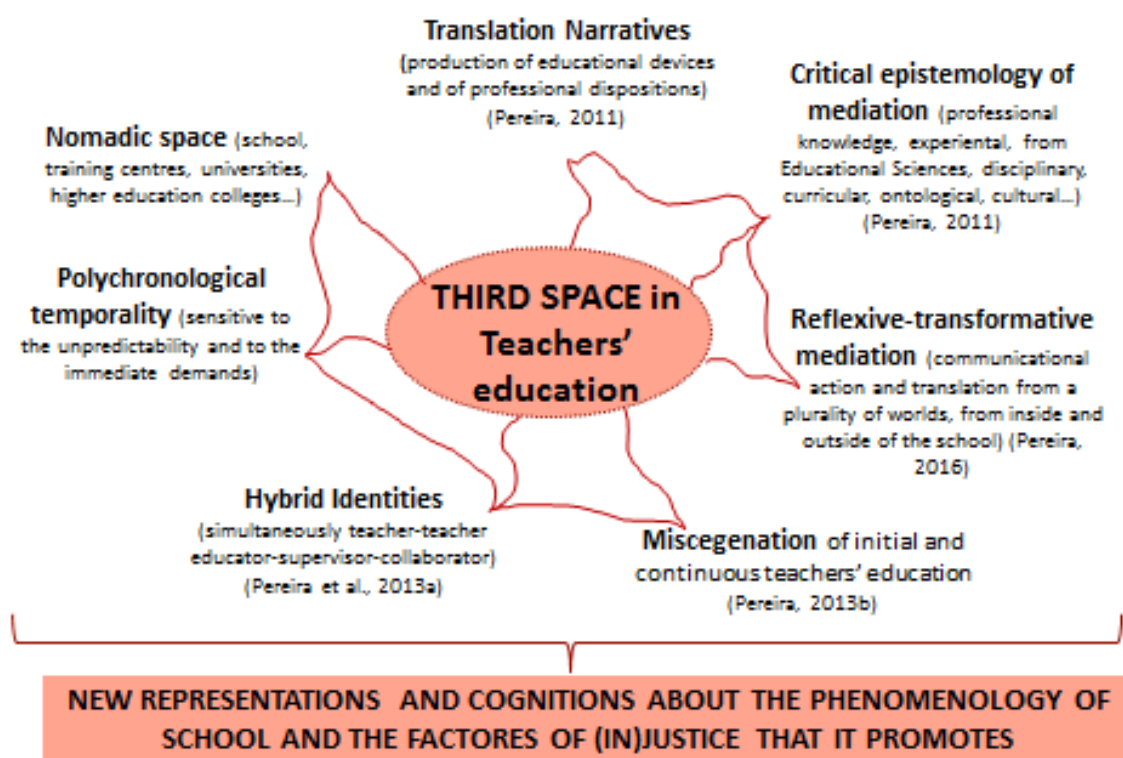 Translation Narratives
(production of educational devices
and of professional dispositions)
(Pereira, 2011)
Critical epistemology of
mediation (professional
knowledge, experiental, from
Educational Sciences, disciplinary,
curricular, ontological, cultural...)
(Pereira, 2011)
Nomadic space (school,
training centres, universities,
higher education colleges...)
Polychronological
temporality (sensitive to
the unpredictability and to the
immediate demands)
THIRD SPACE in
Teachers’
education
Reflexive-transformative
mediation (communicational
action and translation from a
plurality of worlds, from inside and
outside of the school) (Pereira,
2016)
Hybrid Identities
(simultaneously teacher-teacher
educator-supervisor-collaborator)
(Pereira et al., 2013a)
Miscegenation of initial and
continuous teachers’ education
(Pereira, 2013b)
NEW REPRESENTATIONS AND COGNITIONS ABOUT THE PHENOMENOLOGY OF
SCHOOL AND THE FACTORES OF (IN)JUSTICE THAT IT PROMOTES